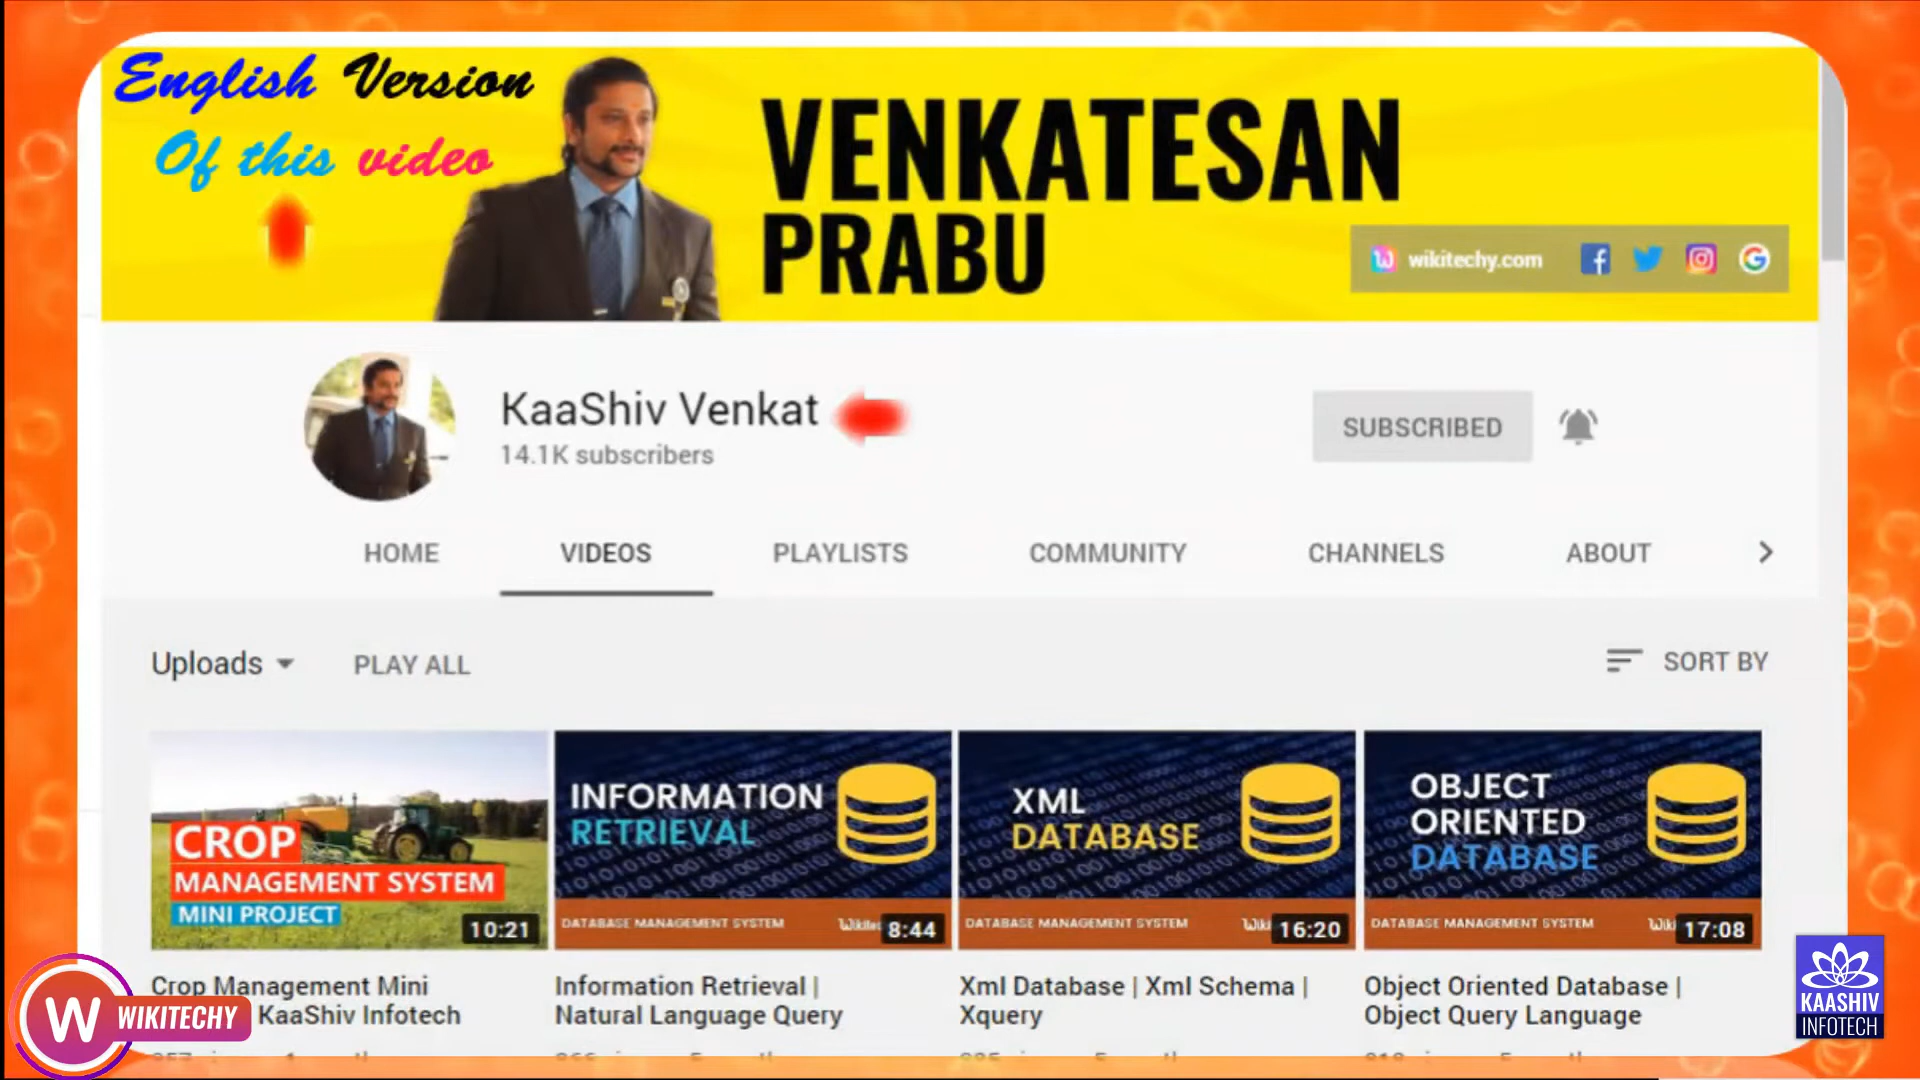 English Version
Of this video
VENKATESAN
PRABU
wikitechy.com
KaaShiv Venkat
14.1K subscribers
SUBSCRIBED
HOME
VIDEOS
PLAYLISTS
COMMUNITY
CHANNELS
ABOUT
Uploads
PLAY ALL
SORT BY
CROP
MANAGEMENT SYSTEM
MINI PROJECT
10:21
INFORMATION
RETRIEVAL
DATABASE MANAGEMENT SYSTEM
8:44
XML
DATABASE
DATABASE MANAGEMENT SYSTEM
16:20
OBJECT
ORIENTED
DATABASE
DATABASE MANAGEMENT SYSTEM
17:08
Crop Management Mini
KaaShiv Infotech
Information Retrieval |
Natural Language Query
Xml Database | Xml Schema |
Xquery
Object Oriented Database |
Object Query Language
W WIKITECHY
KAASHIV
INFOTECH